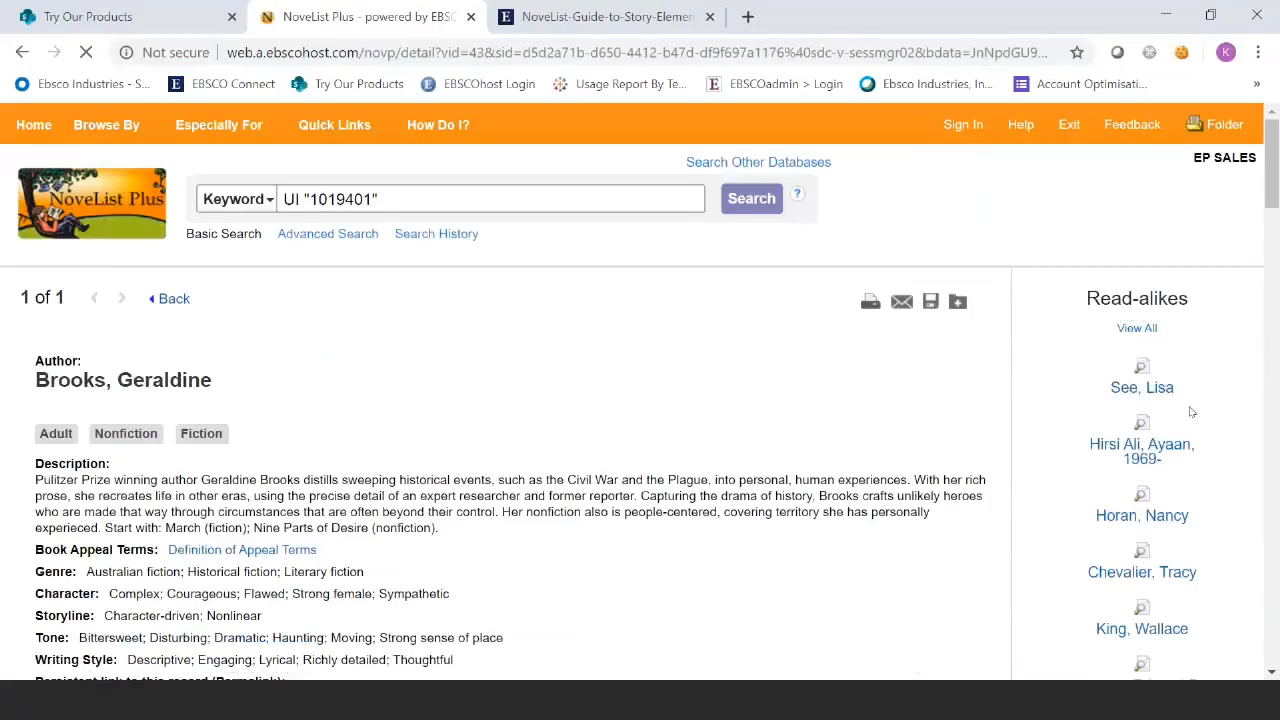 Try Our Products
NoveList Plus - powered by EBSC
NoveList-Guide-to-Story-Elemen
Not secure
web.a.ebscohost.com/novp/detail?vid=43&sid=d5d2a71b-d650-4412-b47d-df9f697a1176%40sdc-v-sessmgr02&bdata=JnNpdGU9...
K
Ebsco Industries - S...
EBSCO Connect
Try Our Products
EBSCOhost Login
Usage Report By Te...
EBSCOadmin > Login
Ebsco Industries, In...
Account Optimisati...
»
Home
Browse By
Especially For
Quick Links
How Do I?
Sign In
Help
Exit
Feedback
Folder
Search Other Databases
EP SALES
NoveList Plus
Keyword
UI "1019401"
Search
?
Basic Search
Advanced Search
Search History
1 of 1
Back
Read-alikes
View All
Author:
Brooks, Geraldine
See, Lisa
Adult
Nonfiction
Fiction
Hirsi Ali, Ayaan,
1969-
Description:
Pulitzer Prize winning author Geraldine Brooks distills sweeping historical events, such as the Civil War and the Plague, into personal, human experiences. With her rich
prose, she recreates life in other eras, using the precise detail of an expert researcher and former reporter. Capturing the drama of history, Brooks crafts unlikely heroes
who are made that way through circumstances that are often beyond their control. Her nonfiction also is people-centered, covering territory she has personally
experieced. Start with: March (fiction); Nine Parts of Desire (nonfiction).
Horan, Nancy
Book Appeal Terms: Definition of Appeal Terms
Genre: Australian fiction; Historical fiction; Literary fiction
Chevalier, Tracy
Character: Complex; Courageous; Flawed; Strong female; Sympathetic
Storyline: Character-driven; Nonlinear
King, Wallace
Tone: Bittersweet; Disturbing; Dramatic; Haunting; Moving; Strong sense of place
Writing Style: Descriptive; Engaging; Lyrical; Richly detailed; Thoughtful
Persistent link to this record (Permalink):